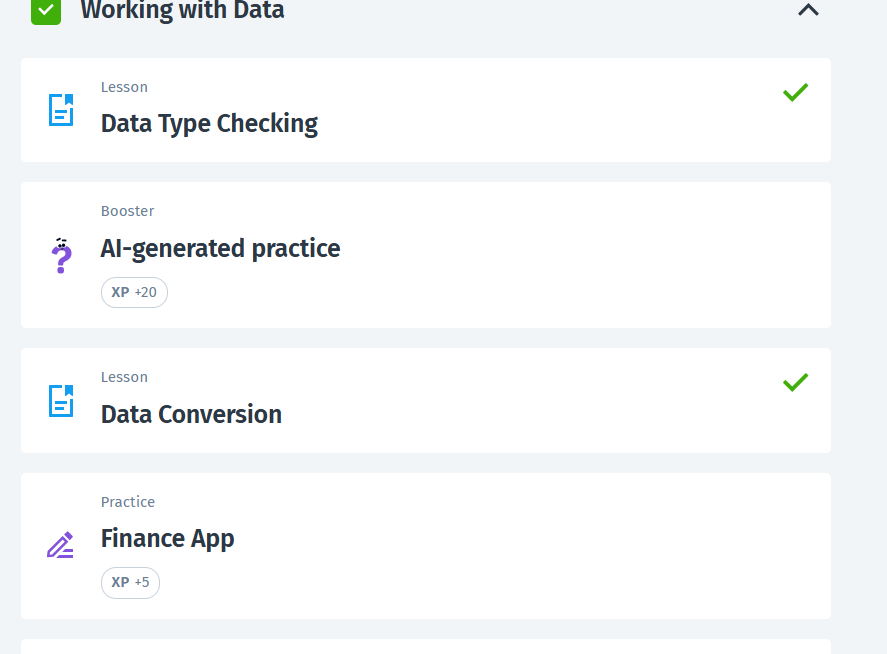 Working with Data
Lesson
Data Type Checking
Booster
AI-generated practice
XP +20
Lesson
Data Conversion
Practice
Finance App
XP +5